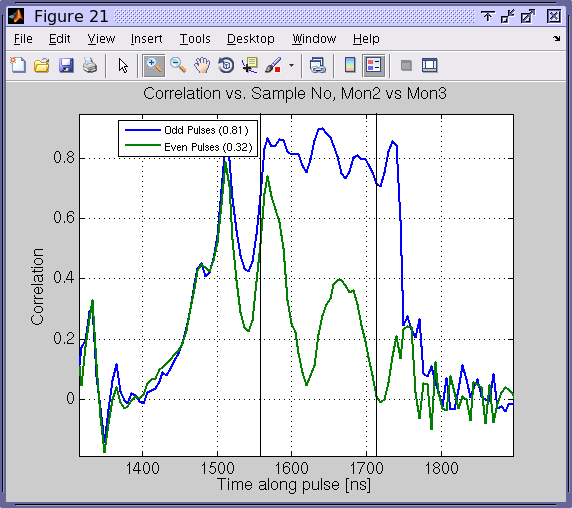 Figure 21
File Edit View Insert Tools Desktop Window Help
Correlation vs. Sample No, Mon2 vs Mon3
Odd Pulses (0.81)
Even Pulses (0.32)
0.8
0.6
0.4
0.2
0
Correlation
1400 1500 1600 1700 1800
Time along pulse [ns]